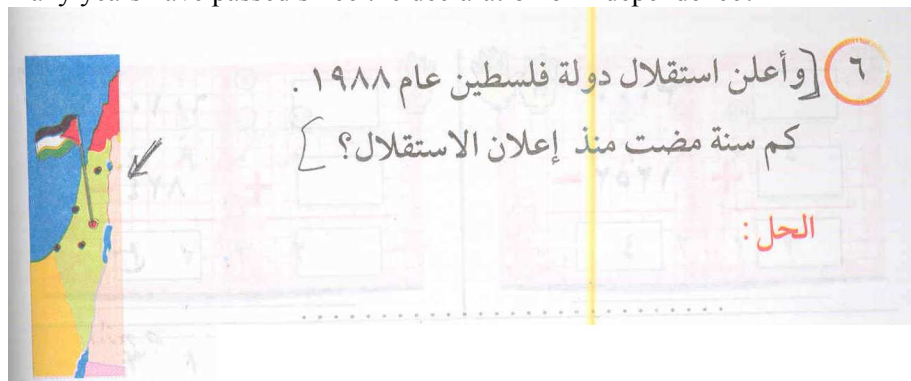 years have passed since the declaration of independence.
٦ [وأعلن استقلال دولة فلسطين عام ١٩٨٨ .
كم سنة مضت منذ إعلان الاستقلال؟ ]
الحل: